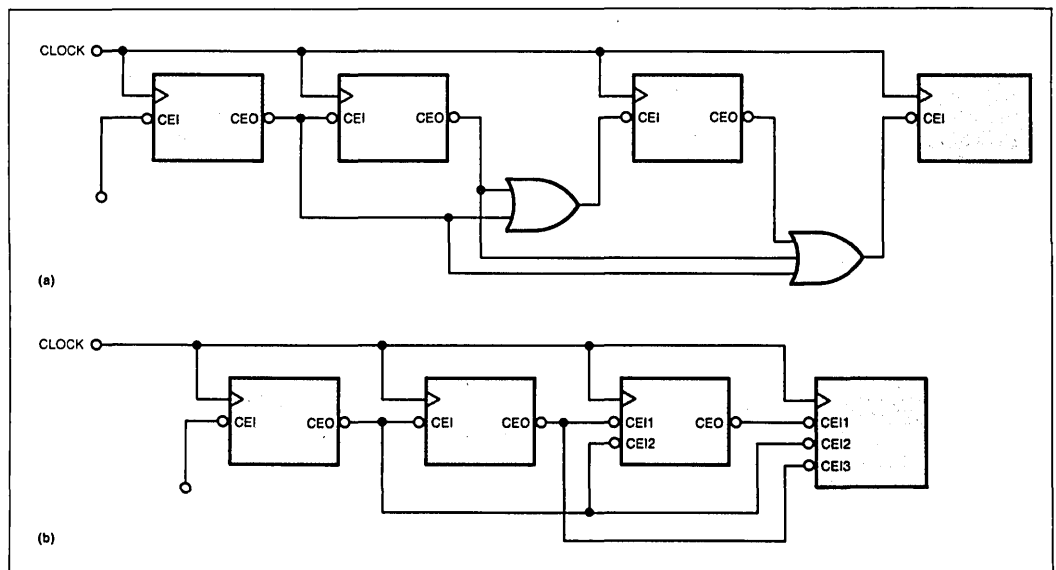 CLOCK
CEI CEO CEI CEO CEI CEO CEI
(a)
CLOCK
CEI CEO CEI CEO CEI1 CEO CEI1
CEI2 CEI2
CEI3
(b)